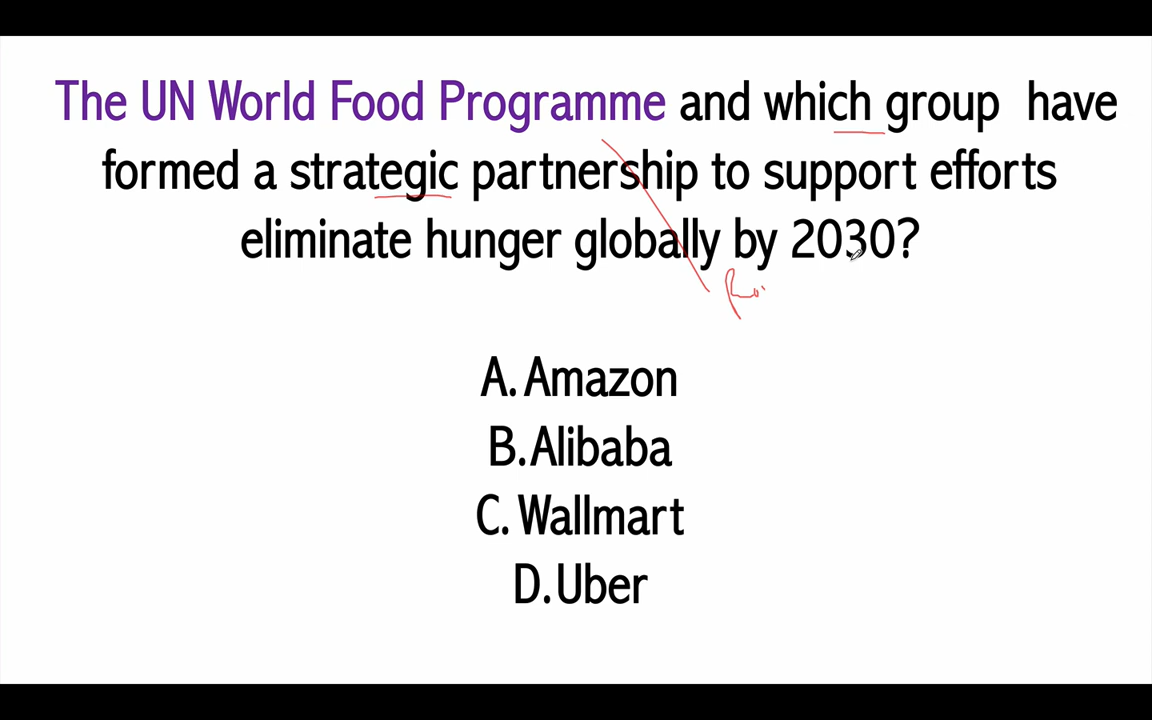 The UN World Food Programme and which group have
formed a strategic partnership to support efforts
eliminate hunger globally by 2030?
A. Amazon
B. Alibaba
C. Wallmart
D. Uber